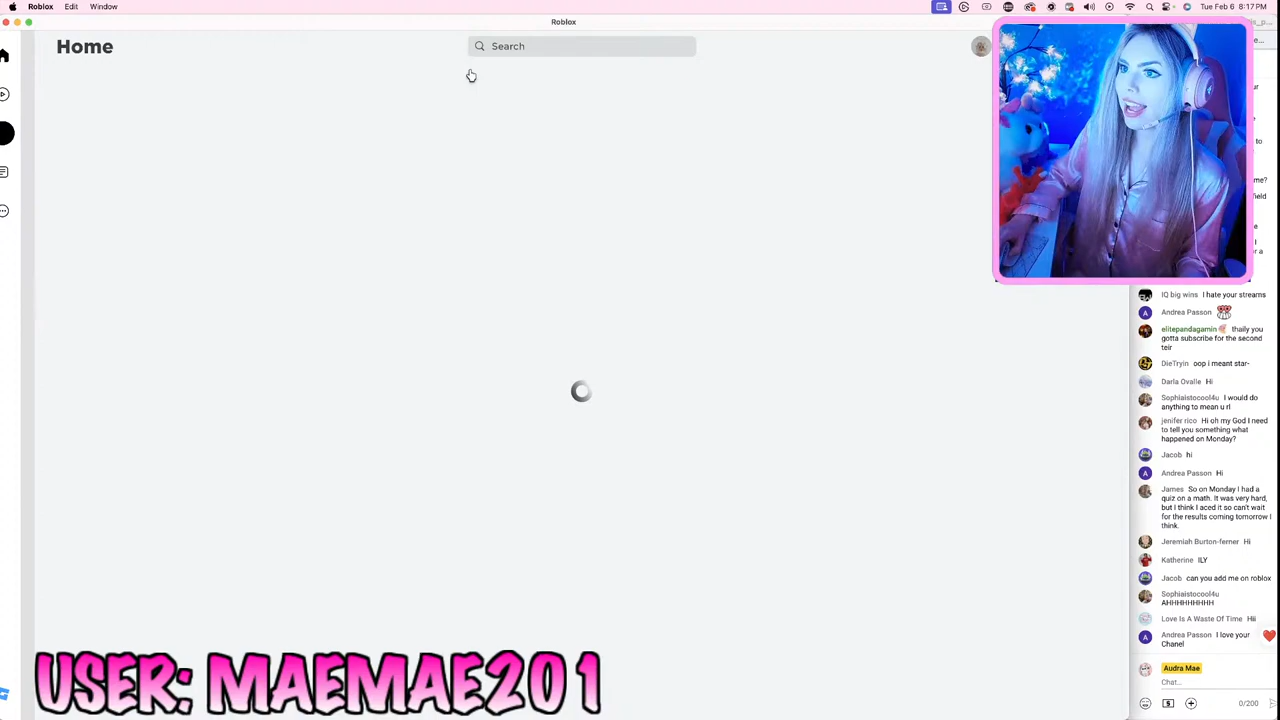 Roblox Edit Window
Tue Feb 6 8:17 PM
Roblox
Home
Search
IQ big wins I hate your streams
Andrea Passon
elitepandagamin thaily you
gotta subscribe for the second
teir
DieTryin oop i meant star-
Darla Ovalle Hi
Sophiaistocool4u I would do
anything to mean u rl
jenifer rico Hi oh my God I need
to tell you something what
happened on Monday?
Jacob hi
Andrea Passon Hi
James So on Monday I had a
quiz on a math. It was very hard,
but I think I aced it so can't wait
for the results coming tomorrow I
think.
Jeremiah Burton-ferner Hi
Katherine ILY
Jacob can you add me on roblox
Sophiaistocool4u
AHHHHHHHHH
Love Is A Waste Of Time Hii
Andrea Passon I love your
Chanel
Audra Mae
Chat...
0/200
USER: MAEMAE201